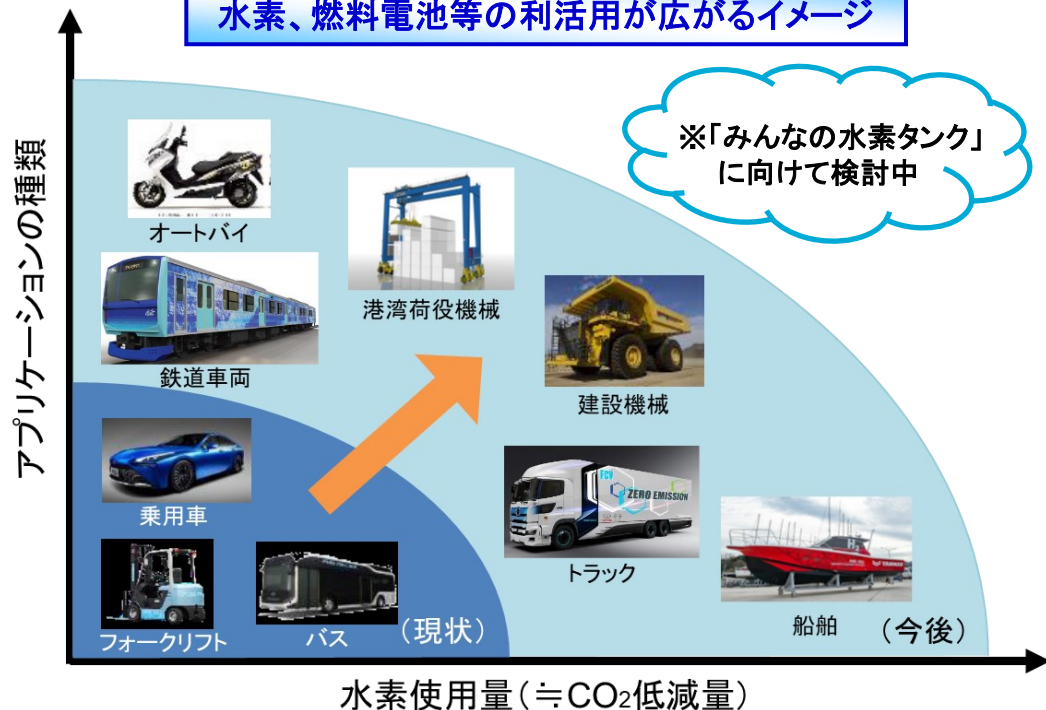 水素、燃料電池等の利活用が広がるイメージ
※「みんなの水素タンク」
に向けて検討中
アプリケーションの種類
オートバイ
港湾荷役機械
鉄道車両
建設機械
乗用車
FCV
ZERO EMISSION
トラック
H2
YANMAR
フォークリフト
バス
（現状）
船舶
（今後）
水素使用量（≒CO2低減量）